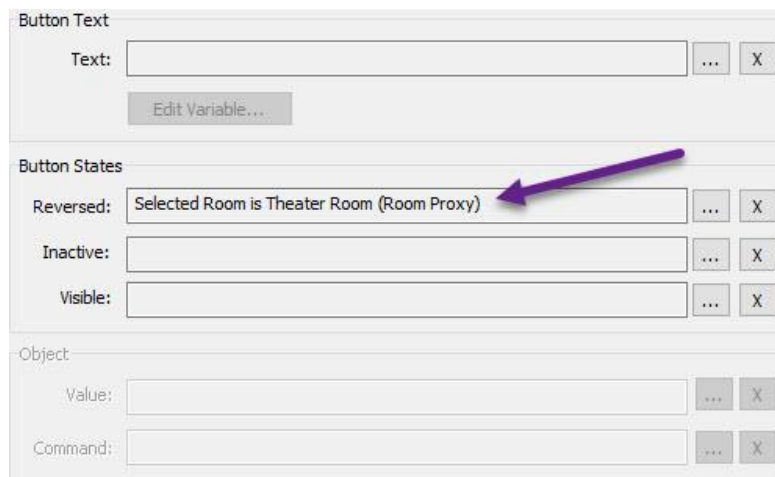 Button Text
Text: ... X
Edit Variable...
Button States
Reversed: Selected Room is Theater Room (Room Proxy) ... X
Inactive: ... X
Visible: ... X
Object
Value: ... X
Command: ... X